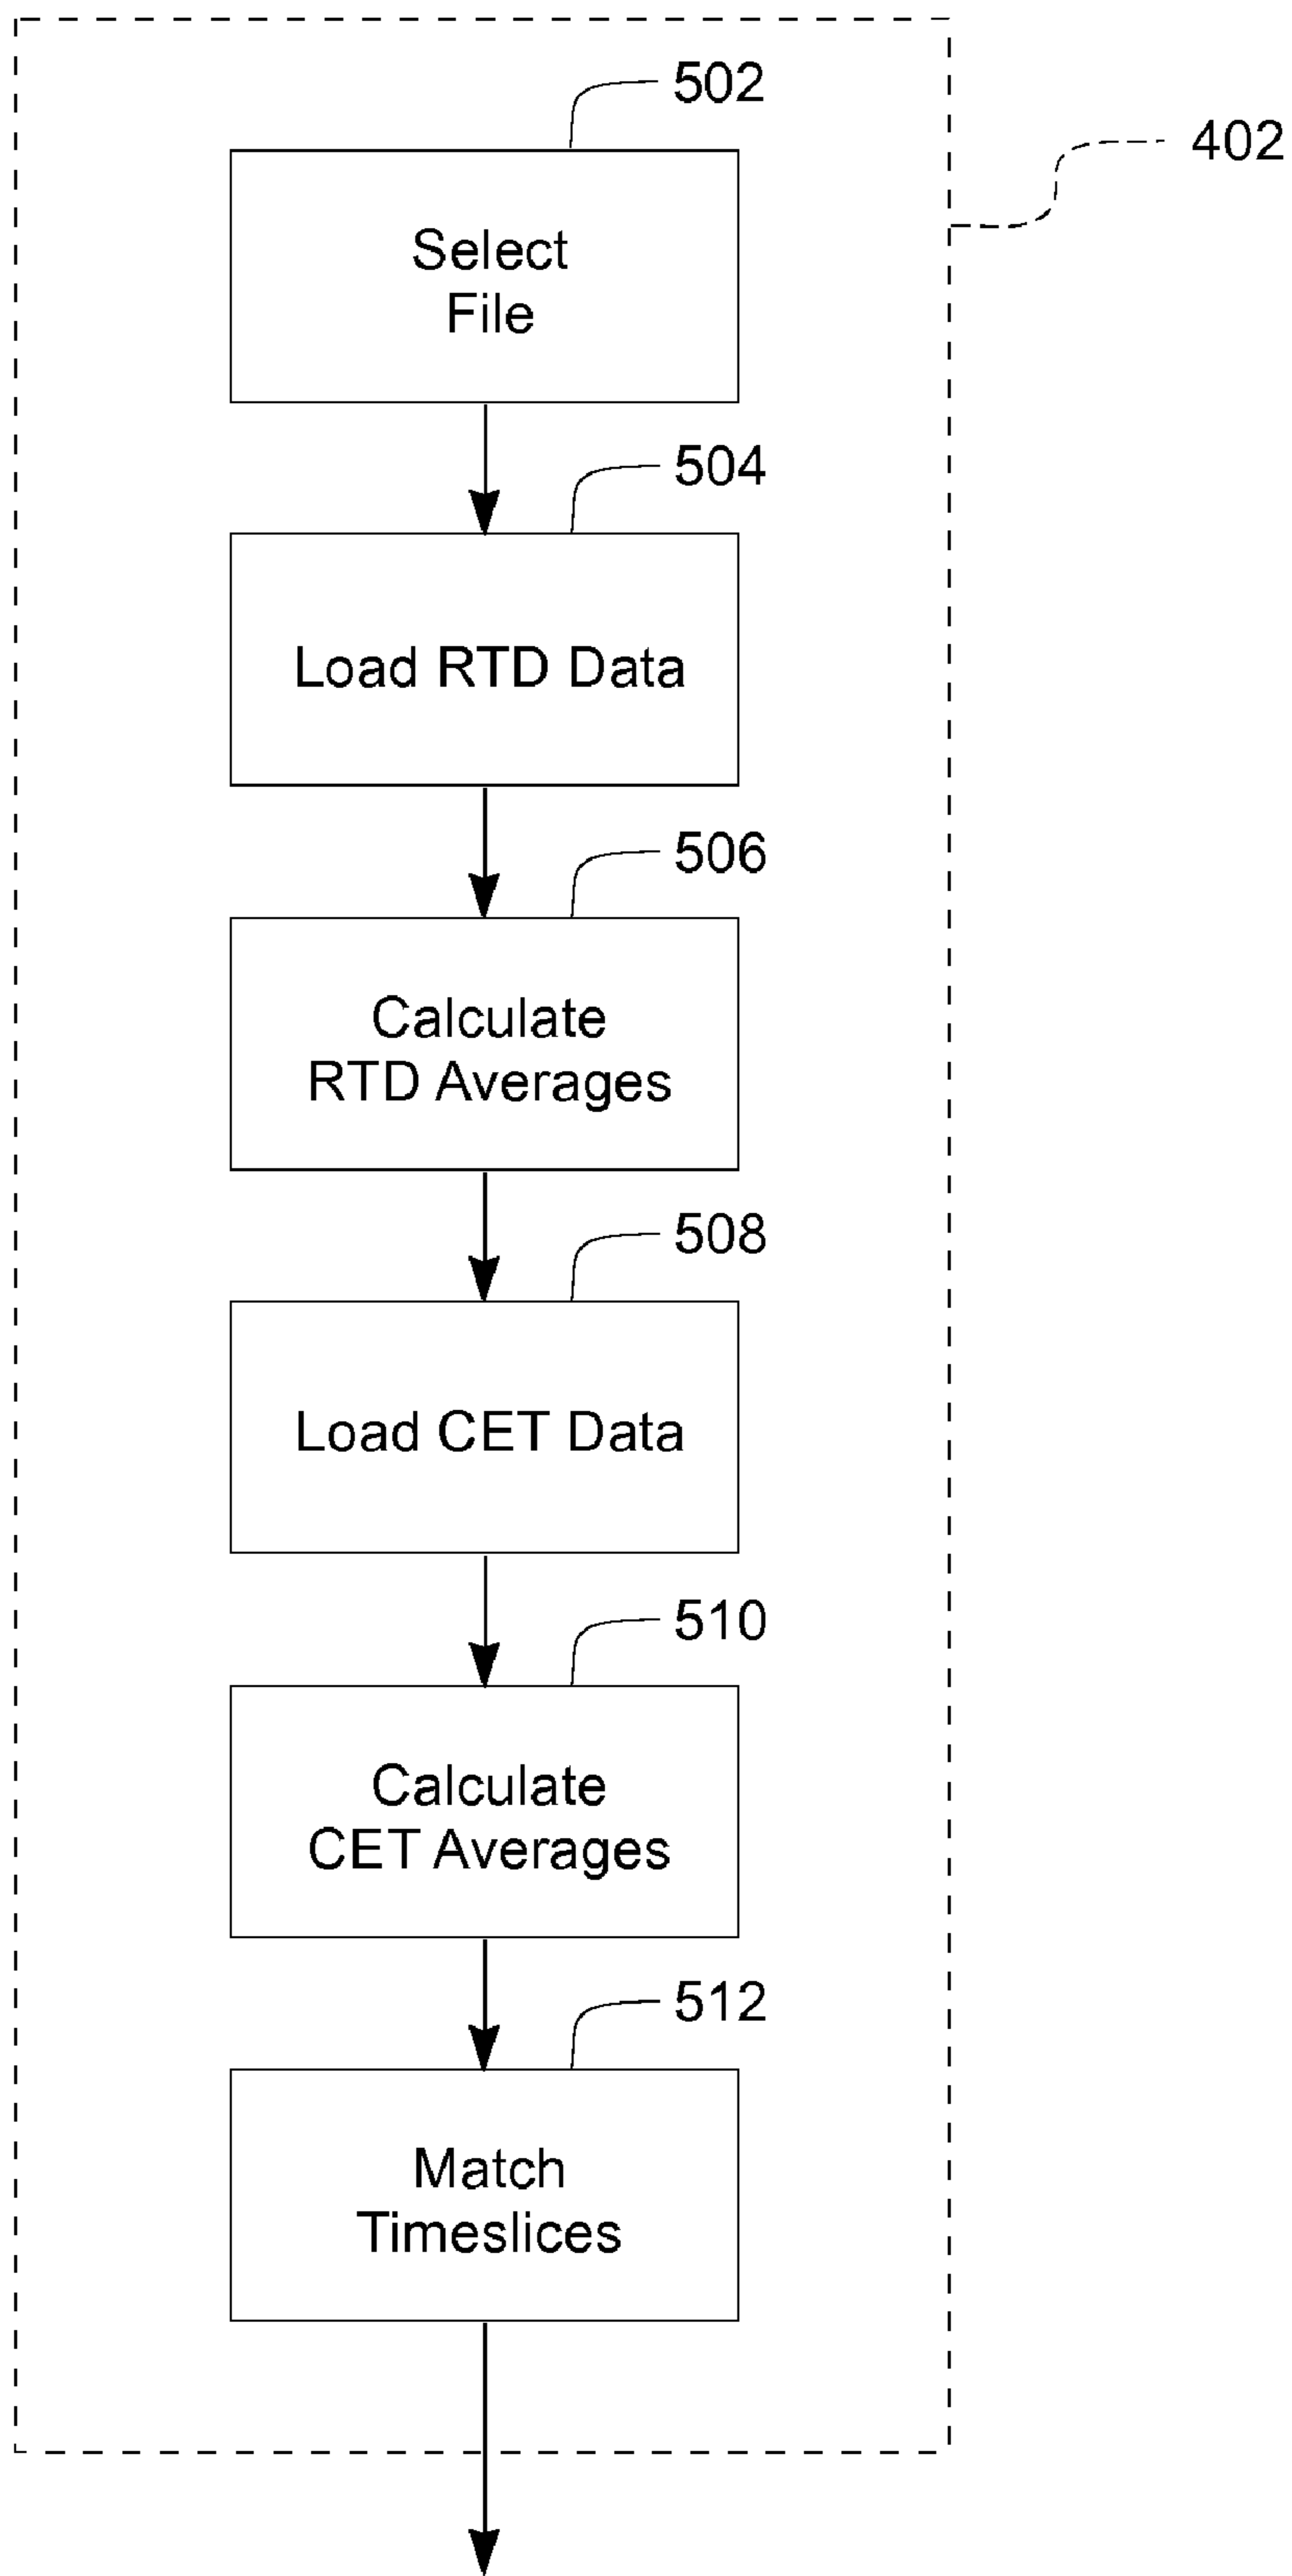 502
402
Select
File
504
Load RTD Data
506
Calculate
RTD Averages
508
Load CET Data
510
Calculate
CET Averages
512
Match
Timeslices